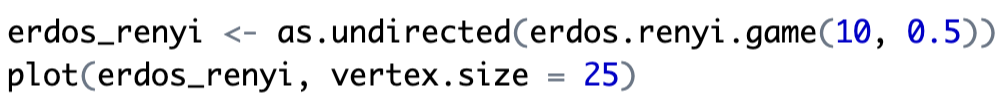 erdos_renyi <- as.undirected(erdos.renyi.game(10, 0.5))
plot(erdos_renyi, vertex.size = 25)